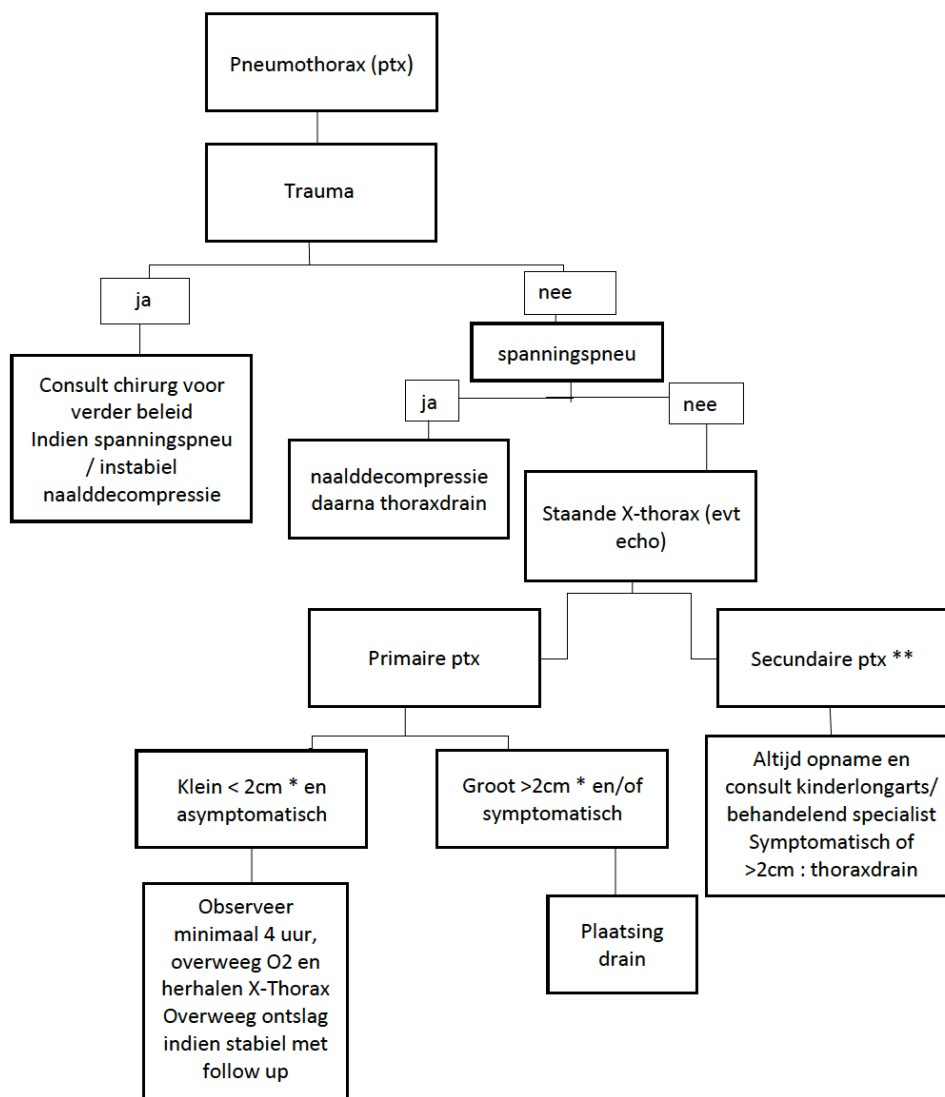 Pneumothorax (ptx)
Trauma
ja
nee
Consult chirurg voor
verder beleid
Indien spanningspneu
/ instabiel
naalddecompressie
spanningspneu
ja
nee
naalddecompressie
daarna thoraxdrain
Staande X-thorax (evt
echo)
Primaire ptx
Secundaire ptx **
Klein < 2cm * en
asymptomatisch
Groot >2cm * en/of
symptomatisch
Altijd opname en
consult kinderlongarts/
behandelend specialist
Symptomatisch of
>2cm : thoraxdrain
Observeer
minimaal 4 uur,
overweeg O2 en
herhalen X-Thorax
Overweeg ontslag
indien stabiel met
follow up
Plaatsing
drain